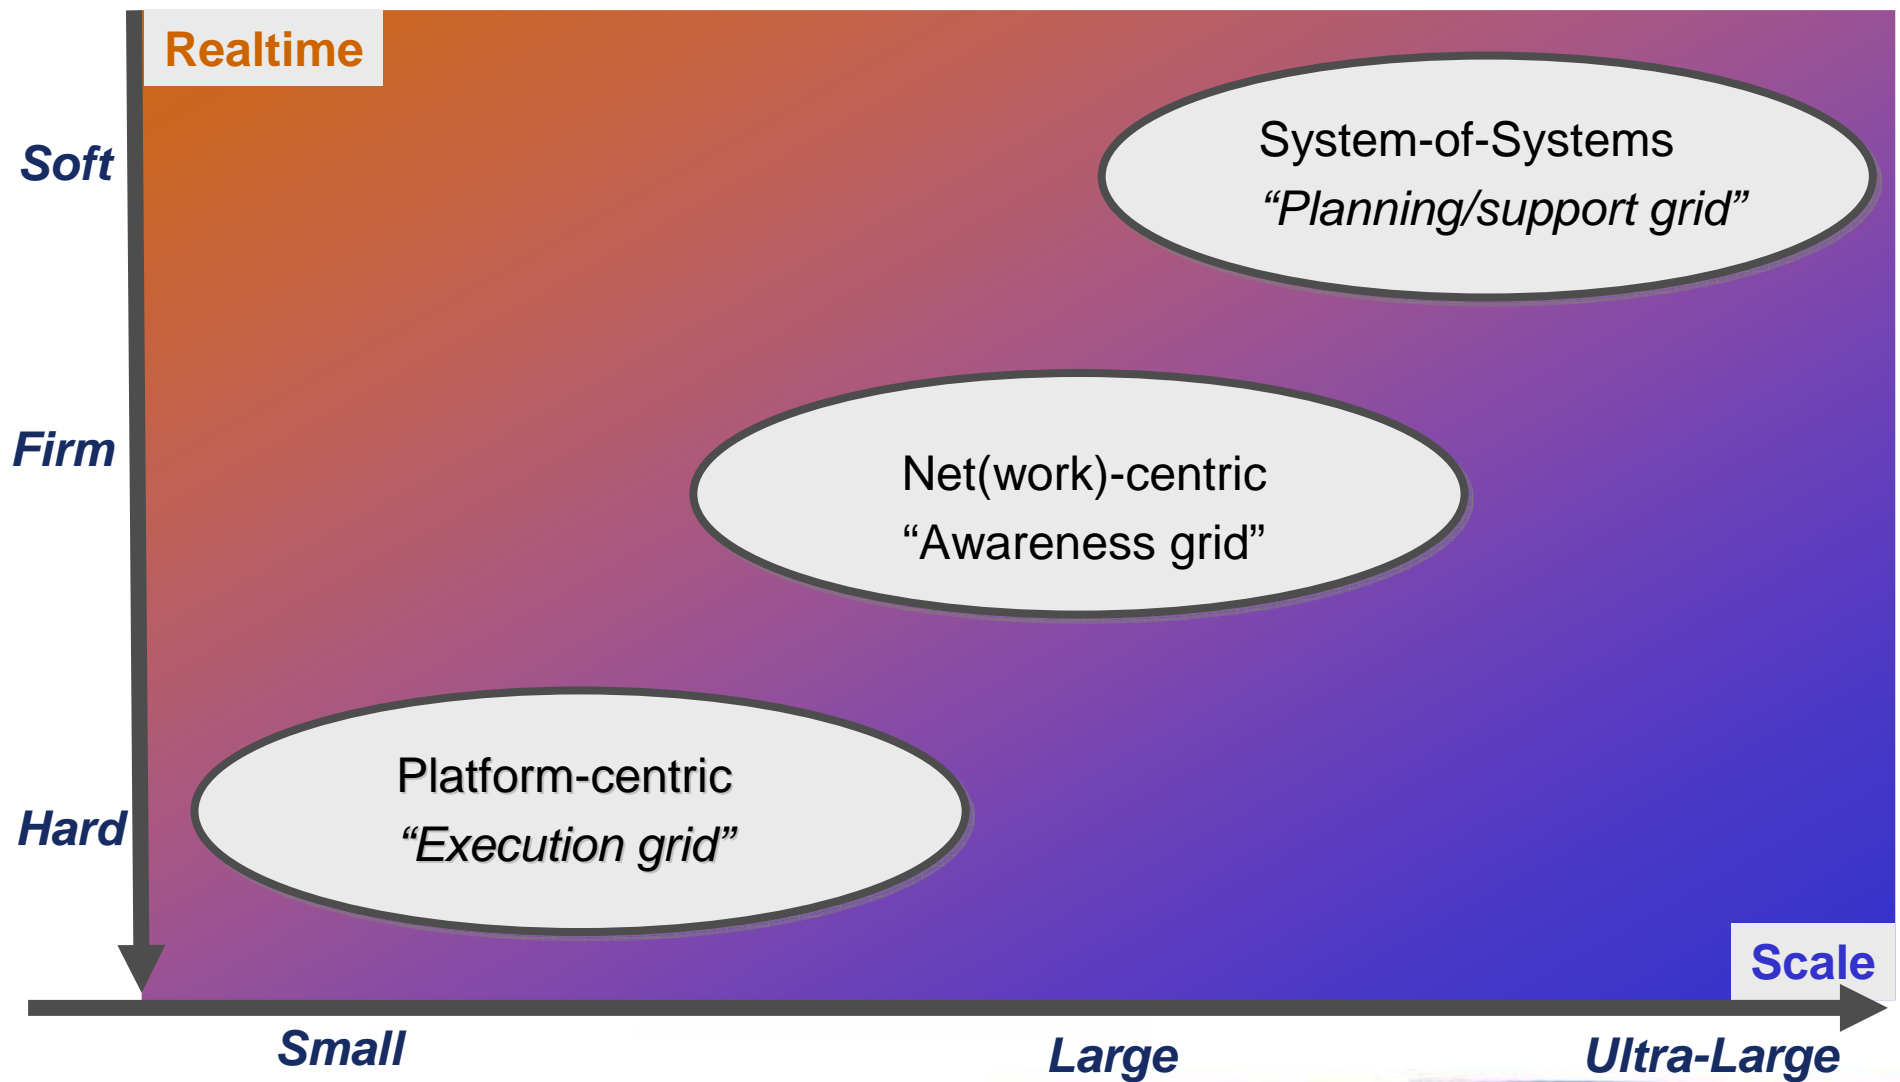 Realtime
Soft
System-of-Systems
“Planning/support grid”
Firm
Net(work)-centric
“Awareness grid”
Hard
Platform-centric
“Execution grid”
Scale
Small
Large
Ultra-Large